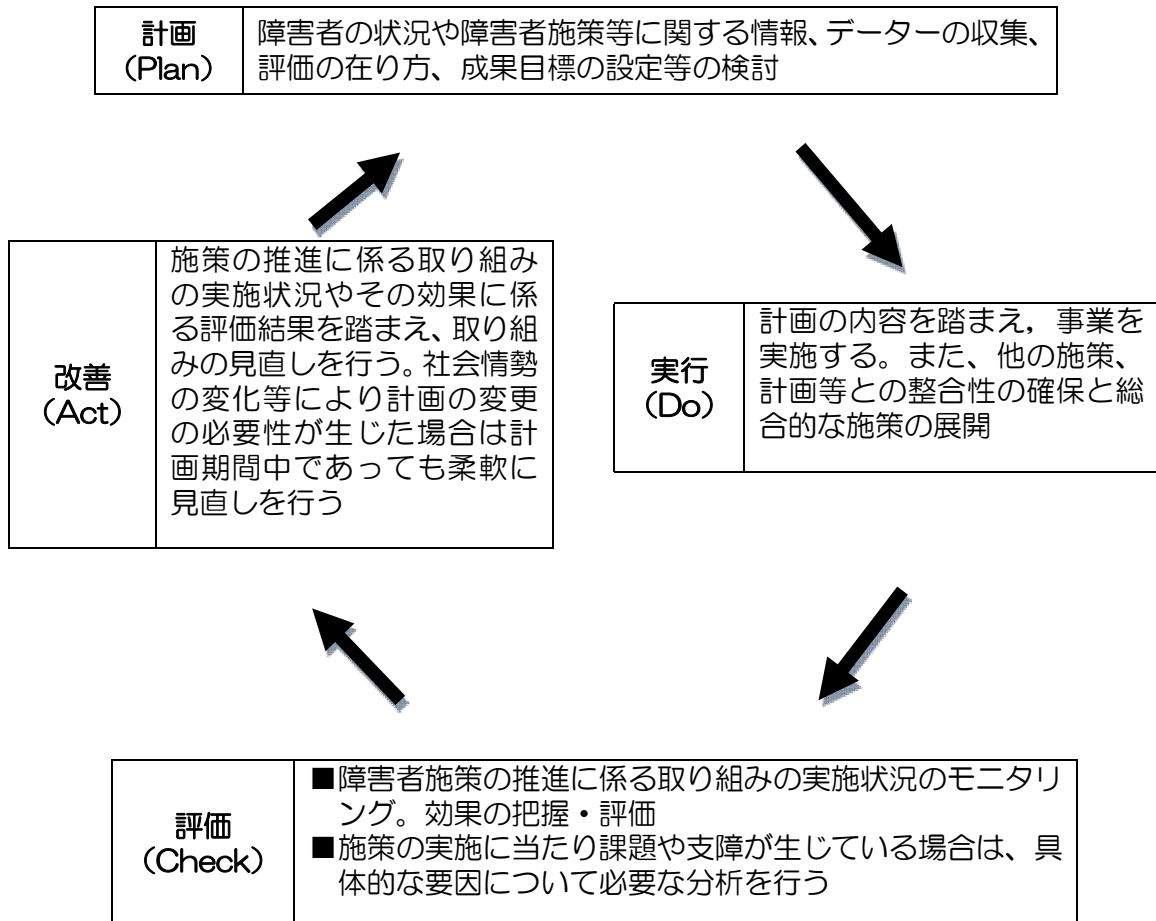 計画
(Plan)
障害者の状況や障害者施策等に関する情報、データーの収集、
評価の在り方、成果目標の設定等の検討
改善
(Act)
施策の推進に係る取り組み
の実施状況やその効果に係
る評価結果を踏まえ、取り組
みの見直しを行う。社会情勢
の変化等により計画の変更
の必要性が生じた場合は計
画期間中であっても柔軟に
見直しを行う
実行
(Do)
計画の内容を踏まえ，事業を
実施する。また、他の施策、
計画等との整合性の確保と総
合的な施策の展開
評価
(Check)
■障害者施策の推進に係る取り組みの実施状況のモニタリ
ング。効果の把握・評価
■施策の実施に当たり課題や支障が生じている場合は、具
体的な要因について必要な分析を行う